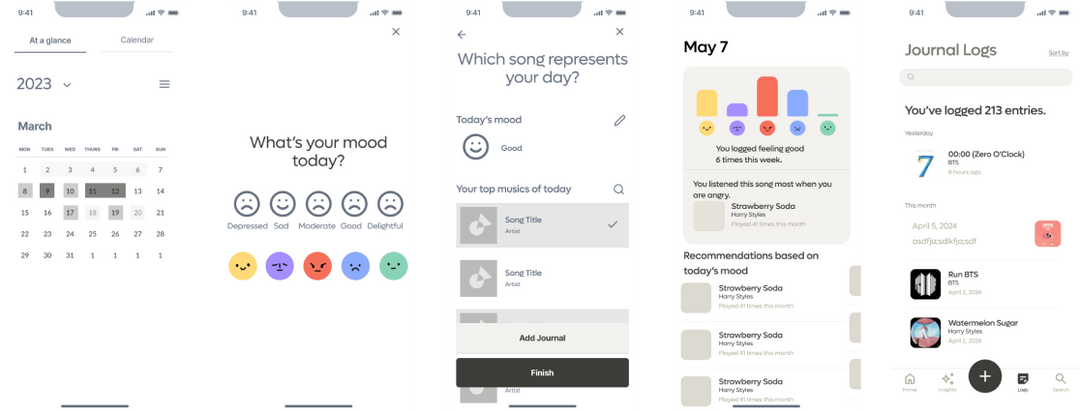 9:41
At a glance
Calendar
2023
March
MON TUES WED THURS FRI SAT SUN
1 2 3 4 5 6 7
8 9 10 11 12 13 14
15 16 17 18 19 20 21
22 23 24 25 26 27 28
29 30 31 1 1 1 1
9:41
What's your mood
today?
Depressed Sad Moderate Good Delightful
9:41
Which song represents
your day?
Today's mood
Good
Your top musics of today
Song Title
Artist
Song Title
Artist
Add Journal
Finish
Artist
9:41
May 7
You logged feeling good
6 times this week.
You listened this song most when you
are angry.
Strawberry Soda
Harry Styles
Played 41 times this month
Recommendations based on
today's mood
Strawberry Soda
Harry Styles
Played 41 times this month
Strawberry Soda
Harry Styles
Played 41 times this month
Strawberry Soda
Harry Styles
Played 41 times this month
9:41
Journal Logs
Sort by
You've logged 213 entries.
Yesterday
7
00:00 (Zero O'Clock)
BTS
8 hours ago
This month
April 5, 2024
asdfja;sdlkfja;sdf
Run BTS
BTS
April 2, 2024
Watermelon Sugar
Harry Styles
April 2, 2024
Home
Insights
Logs
Search